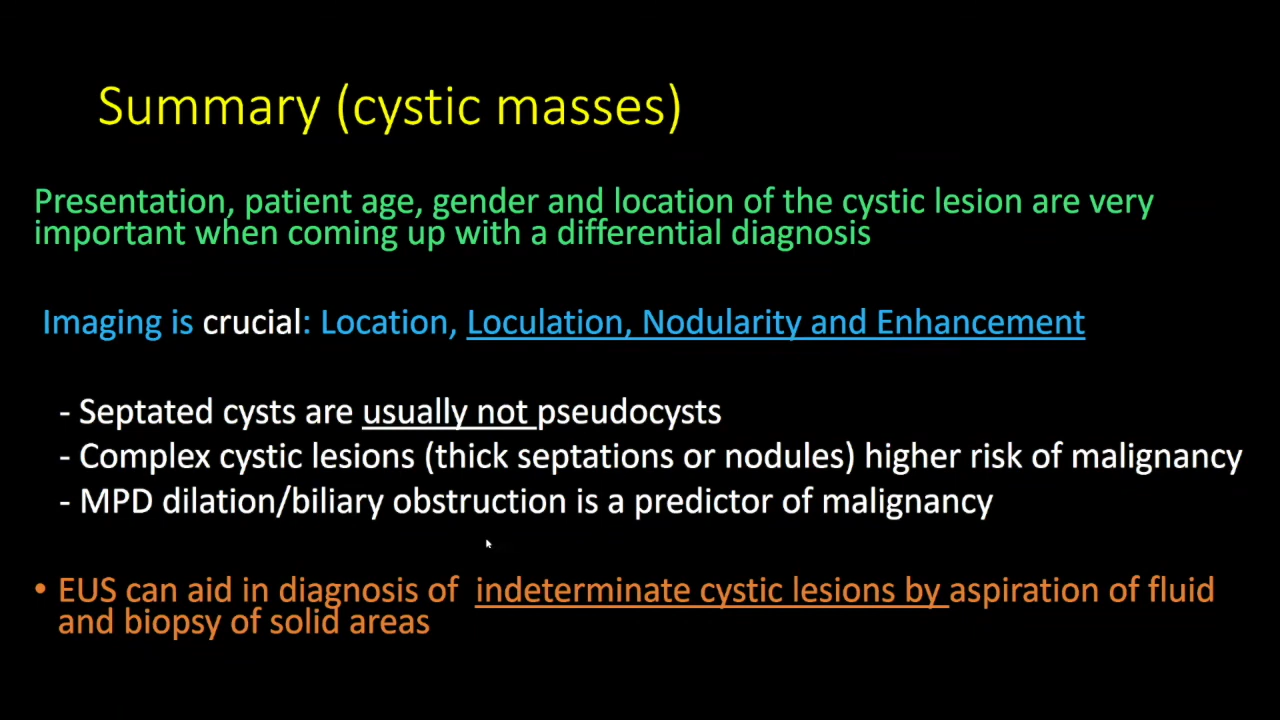 Summary (cystic masses)
Presentation, patient age, gender and location of the cystic lesion are very
important when coming up with a differential diagnosis
Imaging is crucial: Location, Loculation, Nodularity and Enhancement
- Septated cysts are usually not pseudocysts
- Complex cystic lesions (thick septations or nodules) higher risk of malignancy
- MPD dilation/biliary obstruction is a predictor of malignancy
• EUS can aid in diagnosis of indeterminate cystic lesions by aspiration of fluid
and biopsy of solid areas